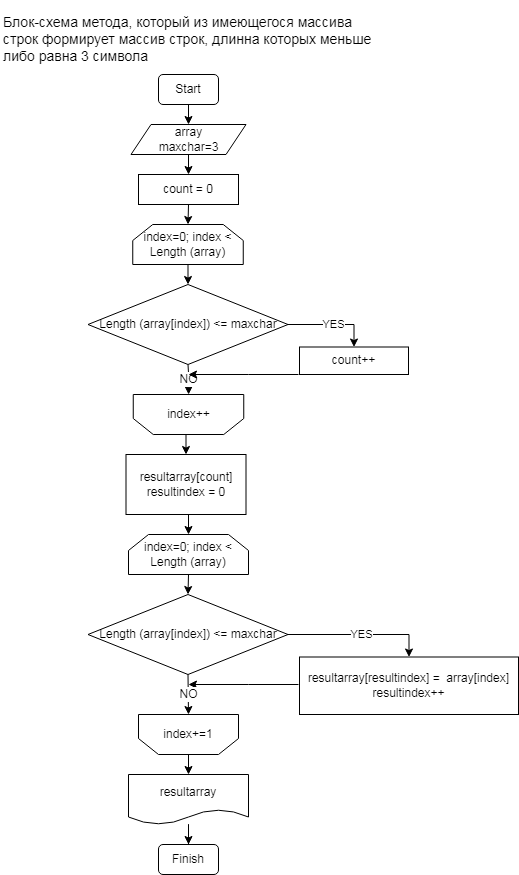 Блок-схема метода, который из имеющегося массива
строк формирует массив строк, длинна которых меньше
либо равна 3 символа
Start
array
maxchar=3
count = 0
index=0; index <
Length (array)
Length (array[index]) <= maxchar
YES
count++
NO
index++
resultarray[count]
resultindex = 0
index=0; index <
Length (array)
Length (array[index]) <= maxchar
YES
resultarray[resultindex] = array[index]
resultindex++
NO
index+=1
resultarray
Finish